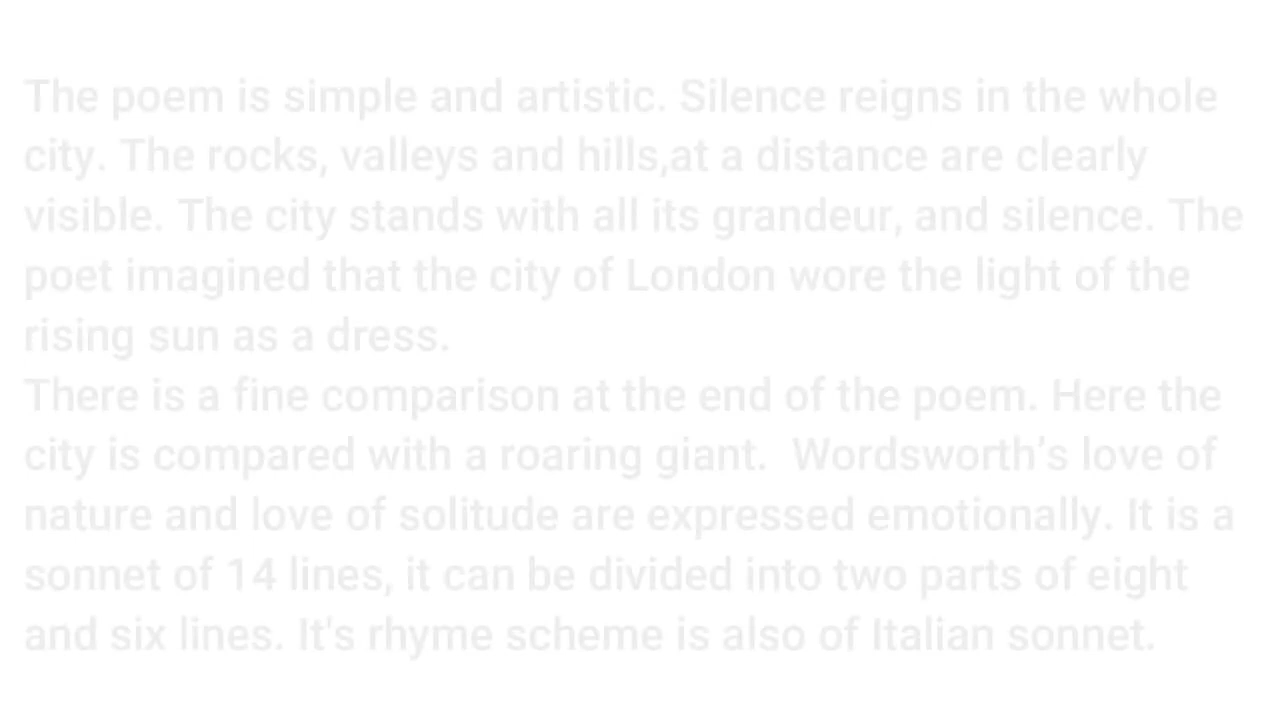 The poem is simple and artistic. Silence reigns in the whole
city. The rocks, valleys and hills,at a distance are clearly
visible. The city stands with all its grandeur, and silence. The
poet imagined that the city of London wore the light of the
rising sun as a dress.
There is a fine comparison at the end of the poem. Here the
city is compared with a roaring giant.  Wordsworth's love of
nature and love of solitude are expressed emotionally. It is a
sonnet of 14 lines, it can be divided into two parts of eight
and six lines. It's rhyme scheme is also of Italian sonnet.